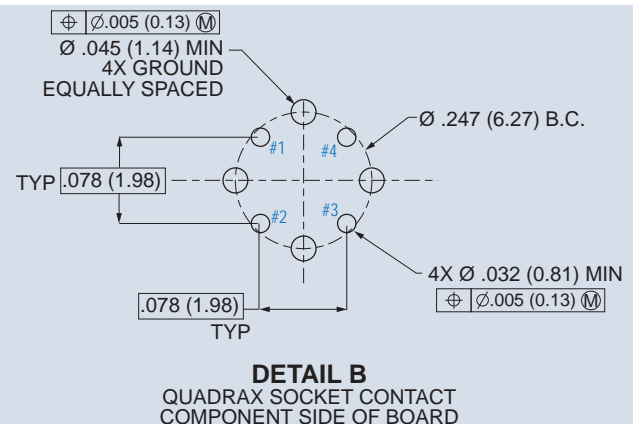 ⌖ Ø.005 (0.13) Ⓜ
Ø .045 (1.14) MIN
4X GROUND
EQUALLY SPACED
Ø .247 (6.27) B.C.
#1
#4
TYP .078 (1.98)
#2
#3
4X Ø .032 (0.81) MIN
⌖ Ø.005 (0.13) Ⓜ
.078 (1.98)
TYP
DETAIL B
QUADRAX SOCKET CONTACT
COMPONENT SIDE OF BOARD